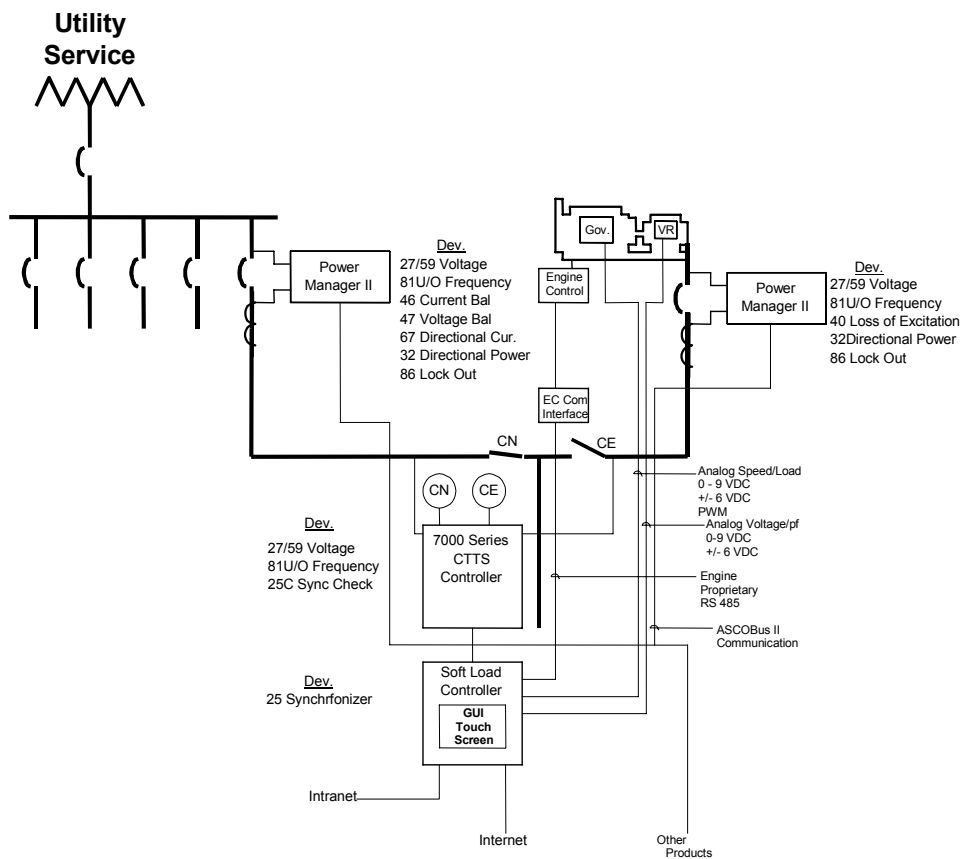 Utility
Service
Gov.
VR
Power
Manager II
Dev.
27/59 Voltage
81U/O Frequency
46 Current Bal
47 Voltage Bal
67 Directional Cur.
32 Directional Power
86 Lock Out
Engine
Control
Power
Manager II
Dev.
27/59 Voltage
81U/O Frequency
40 Loss of Excitation
32Directional Power
86 Lock Out
EC Com
Interface
CN
CE
CN
CE
Analog Speed/Load
0 - 9 VDC
+/- 6 VDC
PWM
Analog Voltage/pf
0-9 VDC
+/- 6 VDC
Dev.
27/59 Voltage
81U/O Frequency
25C Sync Check
7000 Series
CTTS
Controller
Engine
Proprietary
RS 485
ASCOBus II
Communication
Dev.
25 Synchrfonizer
Soft Load
Controller
GUI
Touch
Screen
Intranet
Internet
Other
Products